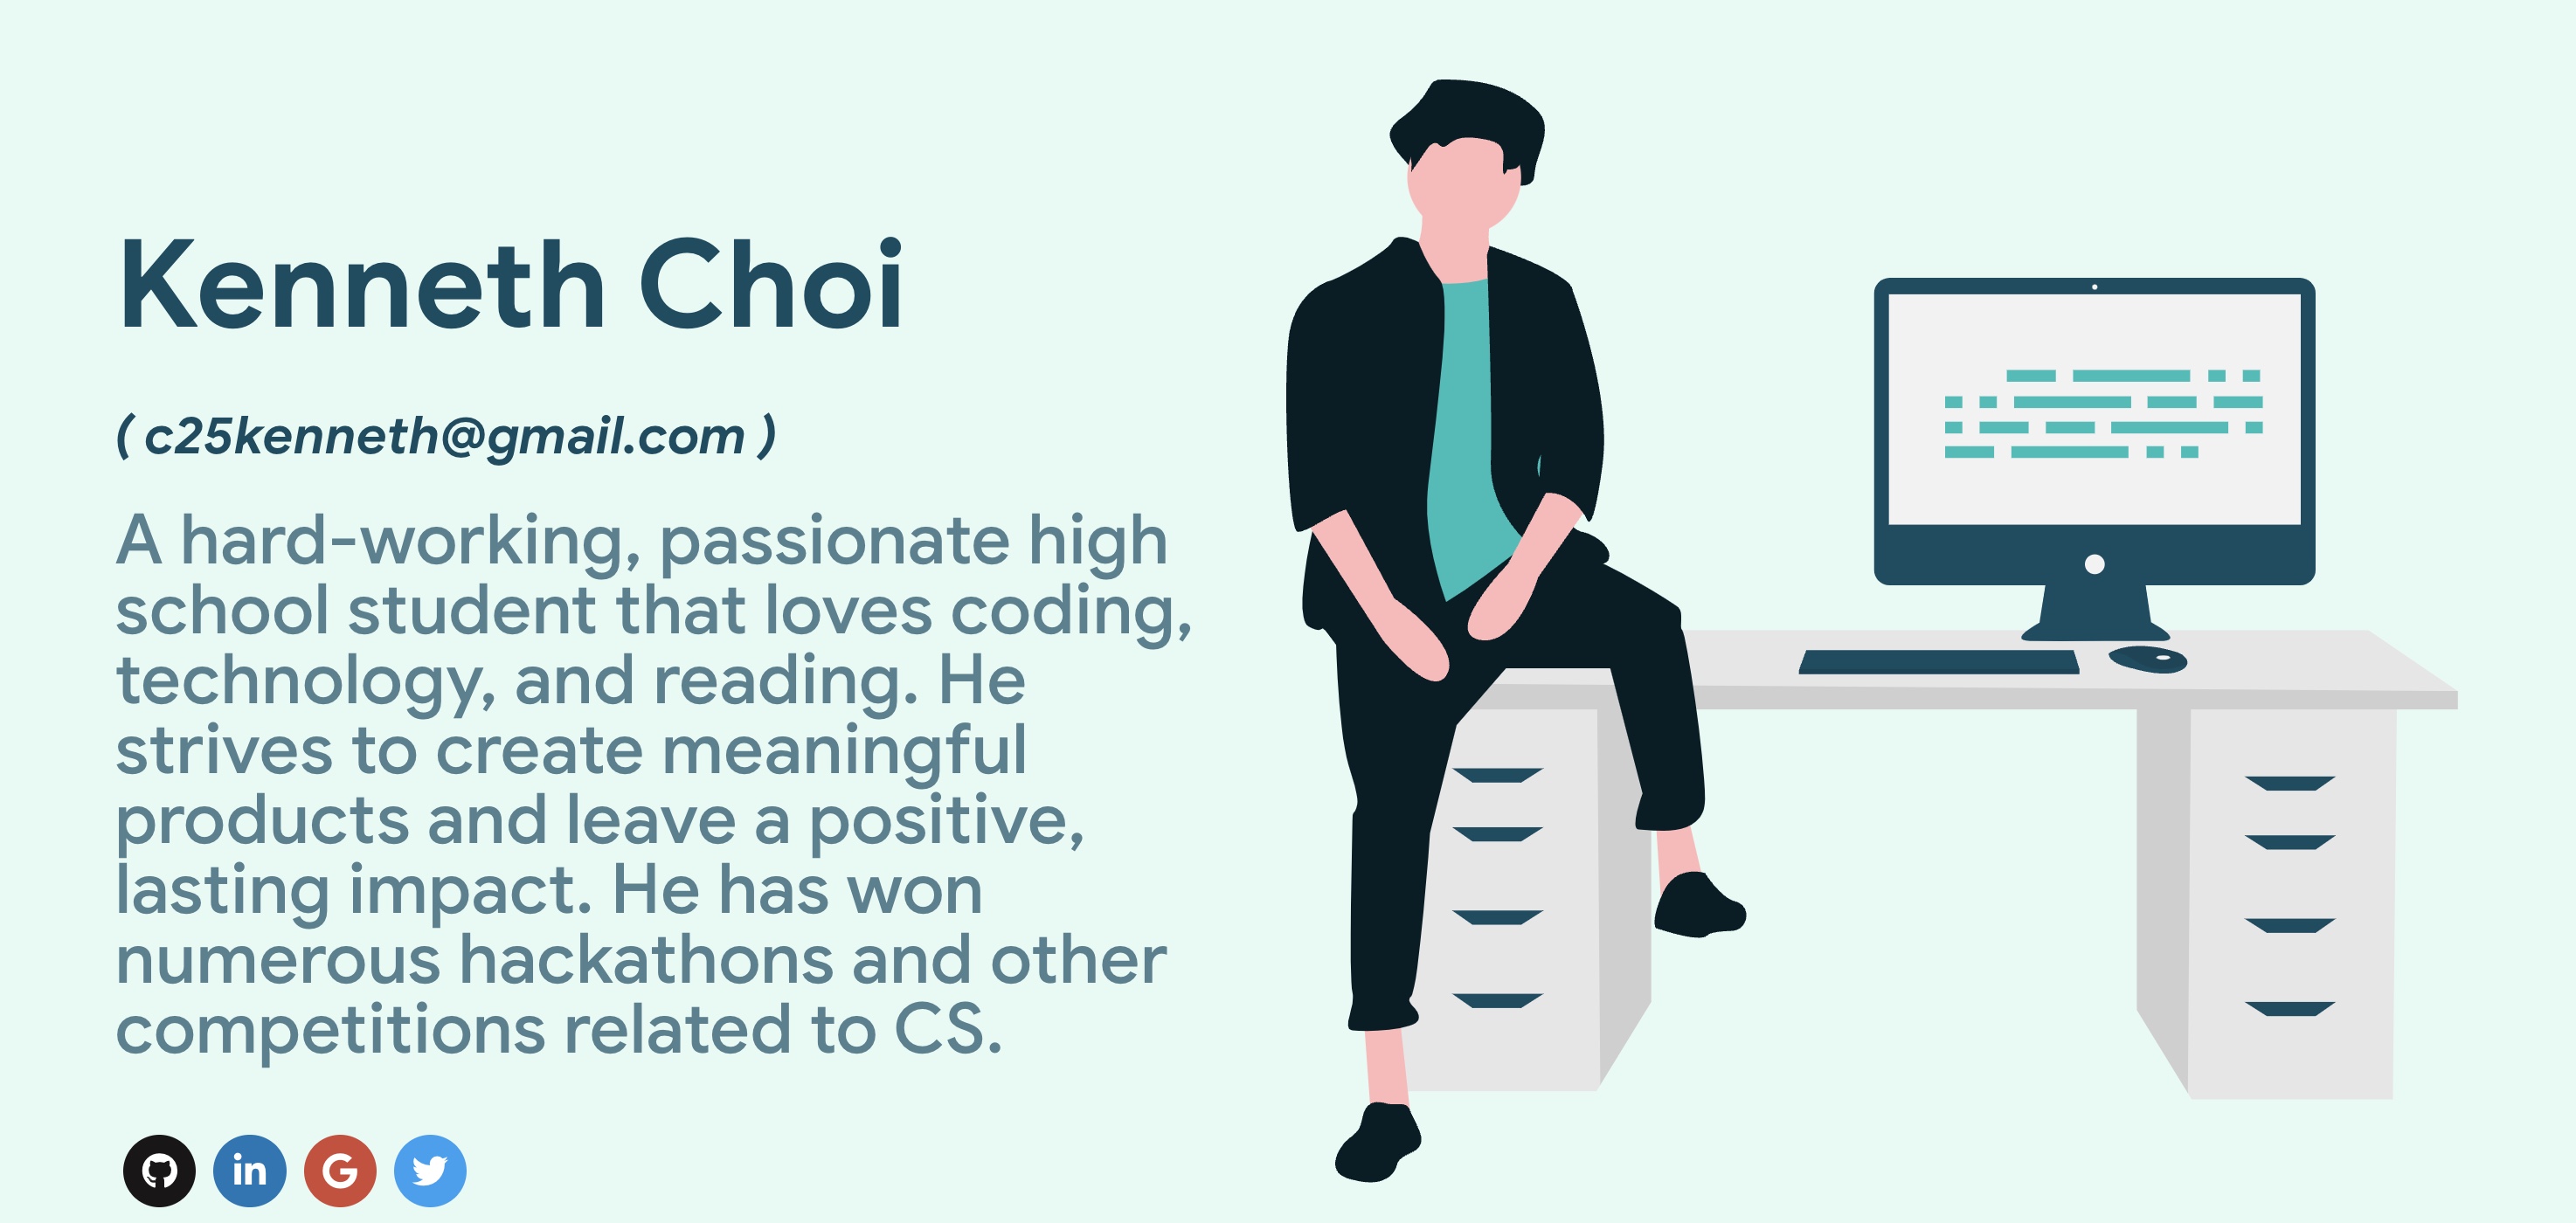 Kenneth Choi
( c25kenneth@gmail.com )
A hard-working, passionate high
school student that loves coding,
technology, and reading. He
strives to create meaningful
products and leave a positive,
lasting impact. He has won
numerous hackathons and other
competitions related to CS.
in G